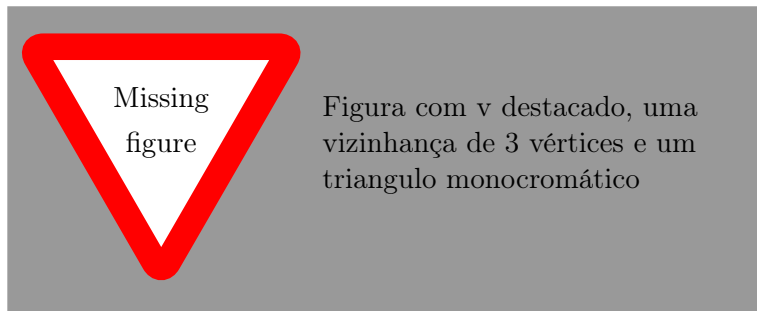 Missing
figure
Figura com v destacado, uma
vizinhança de 3 vértices e um
triangulo monocromático